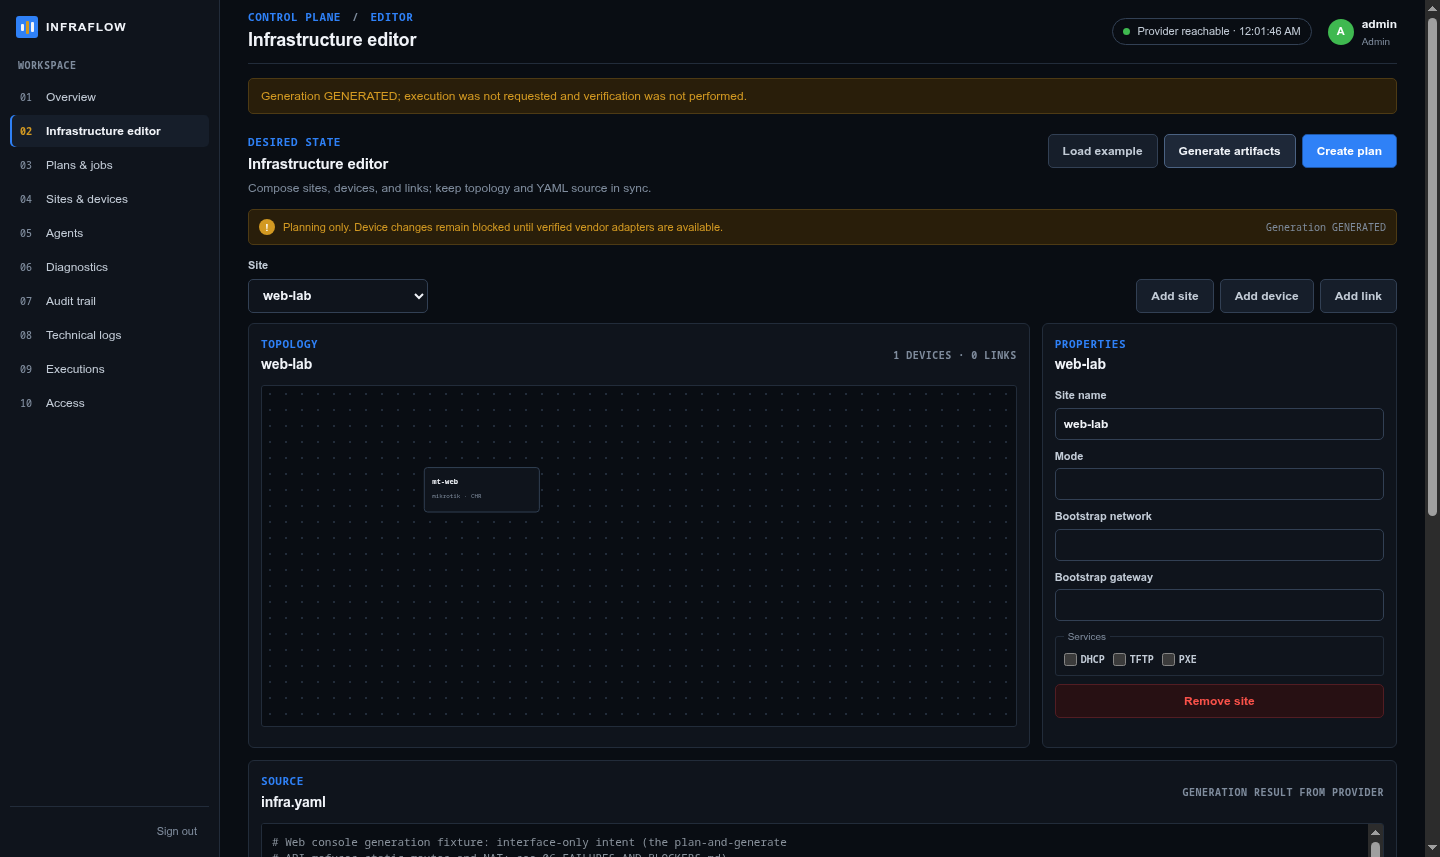 INFRAFLOW
WORKSPACE
01 Overview
02 Infrastructure editor
03 Plans & jobs
04 Sites & devices
05 Agents
06 Diagnostics
07 Audit trail
08 Technical logs
09 Executions
10 Access
Sign out
CONTROL PLANE / EDITOR
Infrastructure editor
Provider reachable · 12:01:46 AM
A
admin
Admin
Generation GENERATED; execution was not requested and verification was not performed.
DESIRED STATE
Infrastructure editor
Compose sites, devices, and links; keep topology and YAML source in sync.
Load example
Generate artifacts
Create plan
! Planning only. Device changes remain blocked until verified vendor adapters are available.
Generation GENERATED
Site
web-lab
Add site
Add device
Add link
TOPOLOGY
web-lab
1 DEVICES · 0 LINKS
mt-web
mikrotik · CHR
PROPERTIES
web-lab
Site name
web-lab
Mode
Bootstrap network
Bootstrap gateway
Services
DHCP TFTP PXE
Remove site
SOURCE
infra.yaml
GENERATION RESULT FROM PROVIDER
# Web console generation fixture: interface-only intent (the plan-and-generate